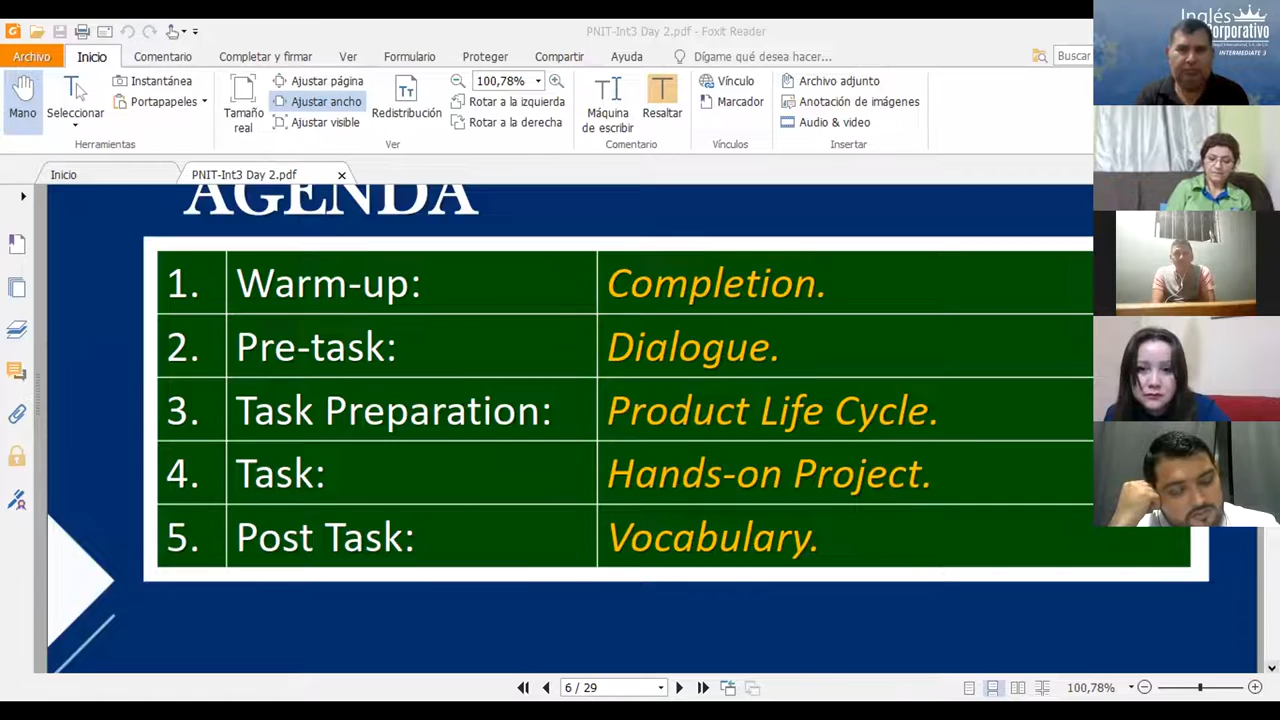 PNIT-Int3 Day 2.pdf - Foxit Reader
Archivo Inicio Comentario Completar y firmar Ver Formulario Proteger Compartir Ayuda Dígame qué desea hacer... Buscar
Mano
Seleccionar
Instantánea
Portapapeles
Tamaño real
Ajustar página
Ajustar ancho
Ajustar visible
Redistribución
100,78%
Rotar a la izquierda
Rotar a la derecha
Máquina de escribir
Resaltar
Vínculo
Marcador
Archivo adjunto
Anotación de imágenes
Audio & video
Herramientas Ver Comentario Vínculos Insertar
Inicio PNIT-Int3 Day 2.pdf
AGENDA
1. Warm-up: Completion.
2. Pre-task: Dialogue.
3. Task Preparation: Product Life Cycle.
4. Task: Hands-on Project.
5. Post Task: Vocabulary.
6 / 29 100,78%
Inglés
Corporativo
INTERMEDIATE 3